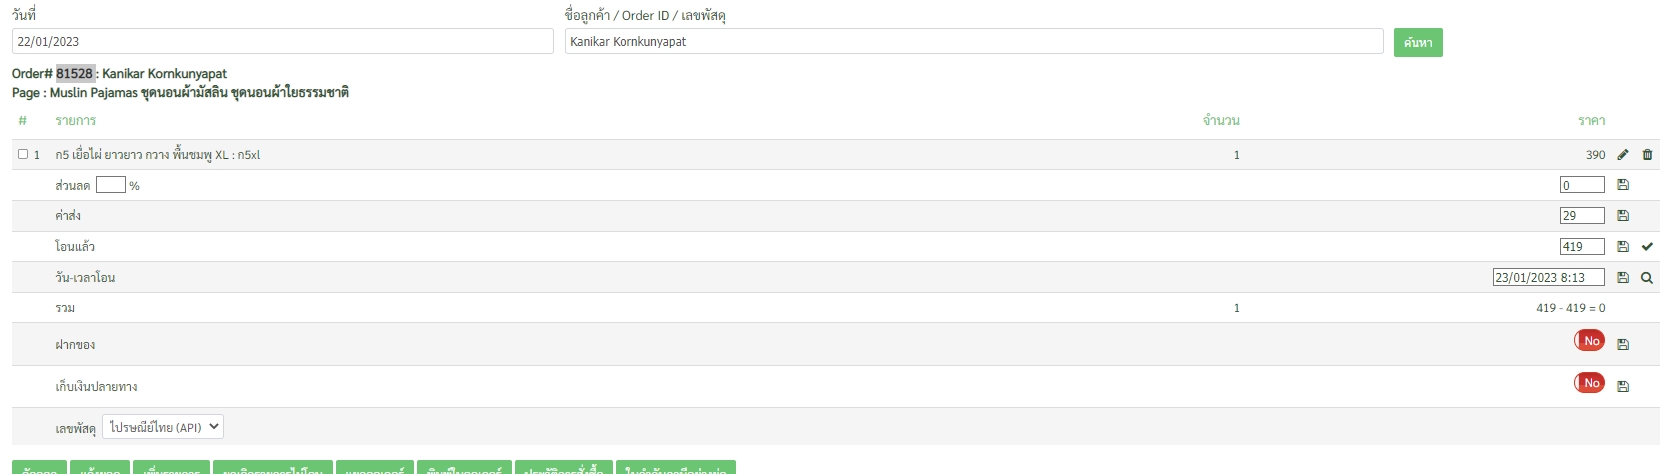 วันที่ ชื่อลูกค้า / Order ID / เลขพัสดุ
22/01/2023 Kanikar Kornkunyapat ค้นหา
Order# 81528 : Kanikar Kornkunyapat
Page : Muslin Pajamas ชุดนอนผ้ามัสลิน ชุดนอนผ้าใยธรรมชาติ
# รายการ จำนวน ราคา
1 ก5 เยื่อไผ่ ยาวยาว กวาง พื้นชมพู XL : ก5xl 1 390
ส่วนลด % 0
ค่าส่ง 29
โอนแล้ว 419
วัน-เวลาโอน 23/01/2023 8:13
รวม 1 419 - 419 = 0
ฝากของ No
เก็บเงินปลายทาง No
เลขพัสดุ ไปรษณีย์ไทย (API)